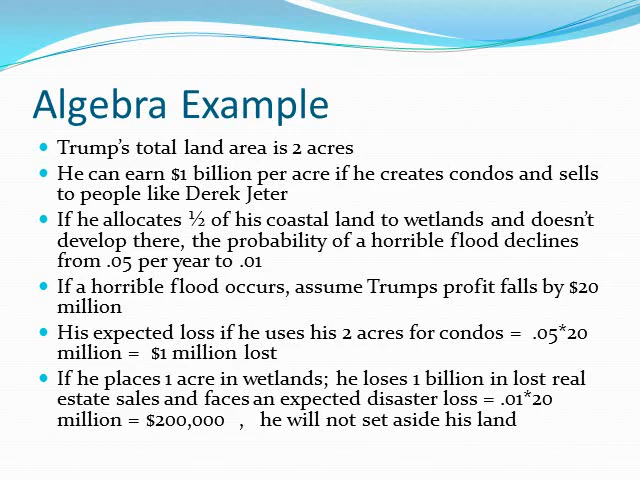 Algebra Example
Trump’s total land area is 2 acres
He can earn $1 billion per acre if he creates condos and sells
to people like Derek Jeter
If he allocates ½ of his coastal land to wetlands and doesn’t
develop there, the probability of a horrible flood declines
from .05 per year to .01
If a horrible flood occurs, assume Trumps profit falls by $20
million
His expected loss if he uses his 2 acres for condos = .05*20
million = $1 million lost
If he places 1 acre in wetlands; he loses 1 billion in lost real
estate sales and faces an expected disaster loss = .01*20
million = $200,000 , he will not set aside his land